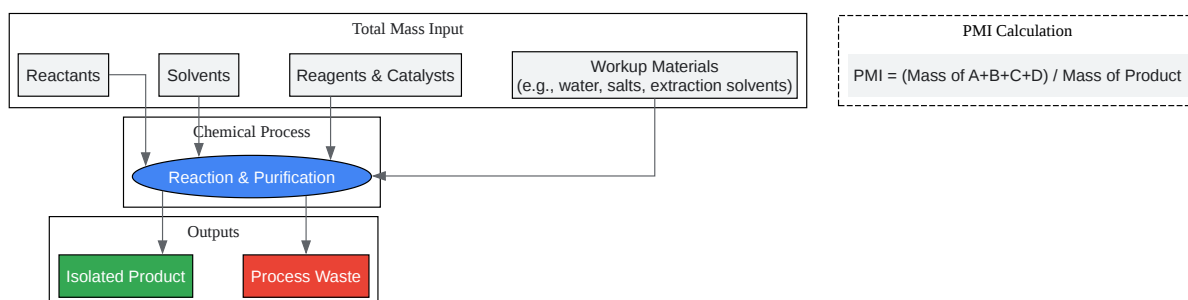 Total Mass Input
Reactants
Solvents
Reagents & Catalysts
Workup Materials
(e.g., water, salts, extraction solvents)
PMI Calculation
PMI = (Mass of A+B+C+D) / Mass of Product
Chemical Process
Reaction & Purification
Outputs
Isolated Product
Process Waste